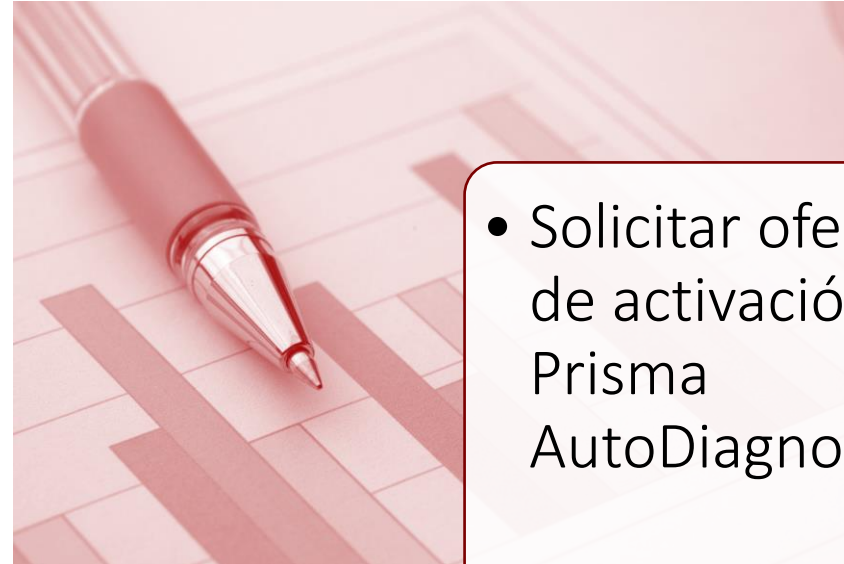 • Solicitar ofe
de activació
Prisma
AutoDiagno